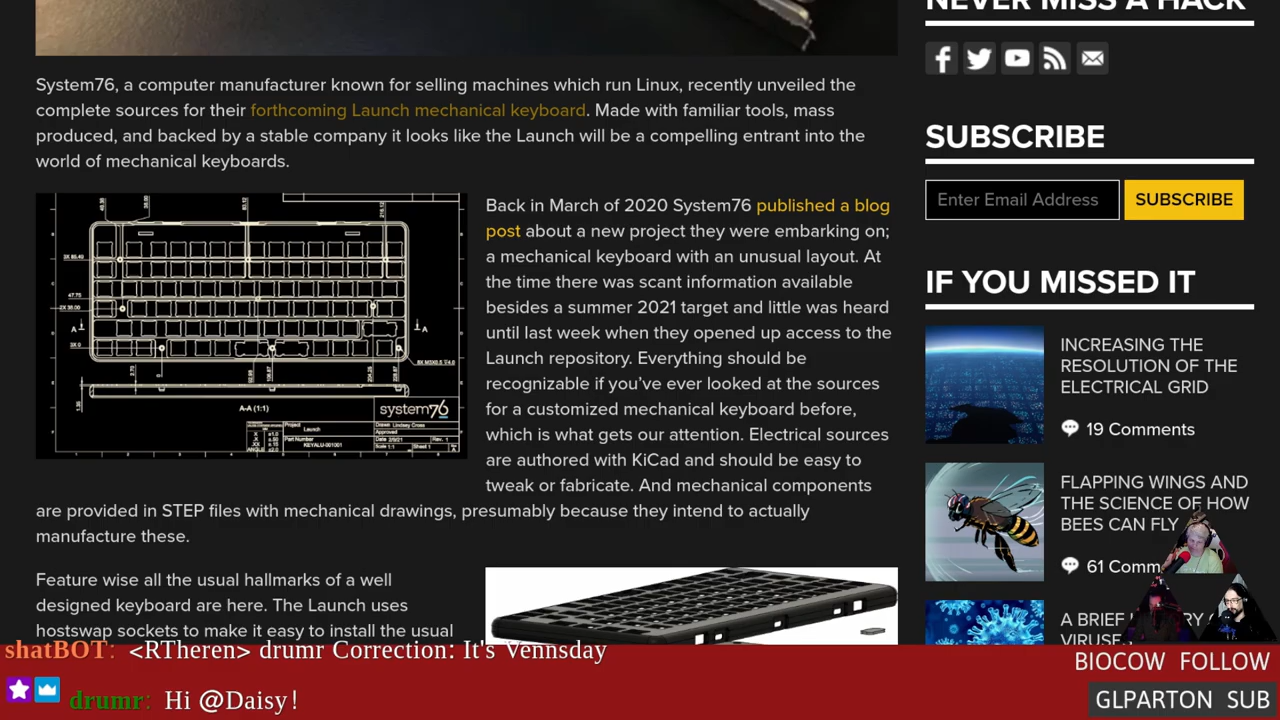 NEVER MISS A HACK
System76, a computer manufacturer known for selling machines which run Linux, recently unveiled the
complete sources for their forthcoming Launch mechanical keyboard. Made with familiar tools, mass
produced, and backed by a stable company it looks like the Launch will be a compelling entrant into the
world of mechanical keyboards.
Back in March of 2020 System76 published a blog
post about a new project they were embarking on;
a mechanical keyboard with an unusual layout. At
the time there was scant information available
besides a summer 2021 target and little was heard
until last week when they opened up access to the
Launch repository. Everything should be
recognizable if you've ever looked at the sources
for a customized mechanical keyboard before,
which is what gets our attention. Electrical sources
are authored with KiCad and should be easy to
tweak or fabricate. And mechanical components
are provided in STEP files with mechanical drawings, presumably because they intend to actually
manufacture these.
A-A (1:1)
system76
Launch
Feature wise all the usual hallmarks of a well
designed keyboard are here. The Launch uses
hostswap sockets to make it easy to install the usual
SUBSCRIBE
Enter Email Address
SUBSCRIBE
IF YOU MISSED IT
INCREASING THE
RESOLUTION OF THE
ELECTRICAL GRID
19 Comments
FLAPPING WINGS AND
THE SCIENCE OF HOW
BEES CAN FLY
61 Comm
A BRIEF
shatBOT: <RTheren> drumr Correction: It's Vennsday
drumr: Hi @Daisy!
BIOCOW FOLLOW
GLPARTON SUB